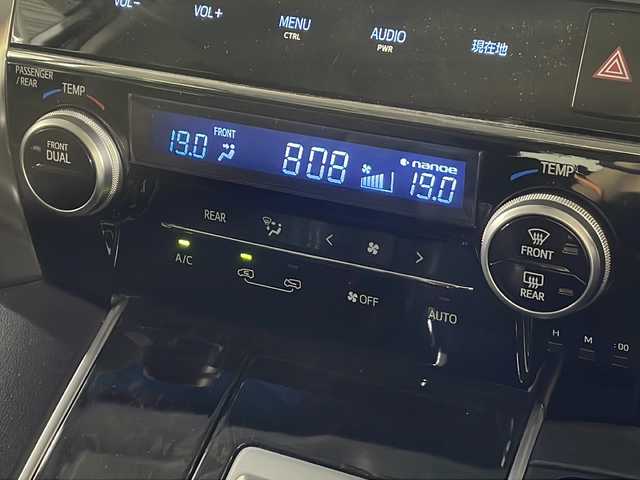 VOL− VOL+ MENU CTRL AUDIO PWR 現在地
PASSENGER / REAR
TEMP
FRONT DUAL
19.0 FRONT 808 nanoe 19.0
TEMP
FRONT
REAR
REAR
A/C
OFF
AUTO
H M :00